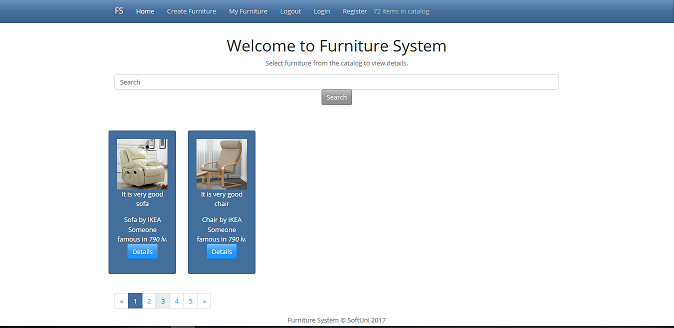 FS Home Create Furniture My Furniture Logout Login Register 72 items in catalog
Welcome to Furniture System
Select furniture from the catalog to view details.
Search
Search
It is very good
sofa
Sofa by IKEA
Someone
famous in 790 lv.
Details
It is very good
chair
Chair by IKEA
Someone
famous in 790 lv.
Details
« 1 2 3 4 5 »
Furniture System © SoftUni 2017